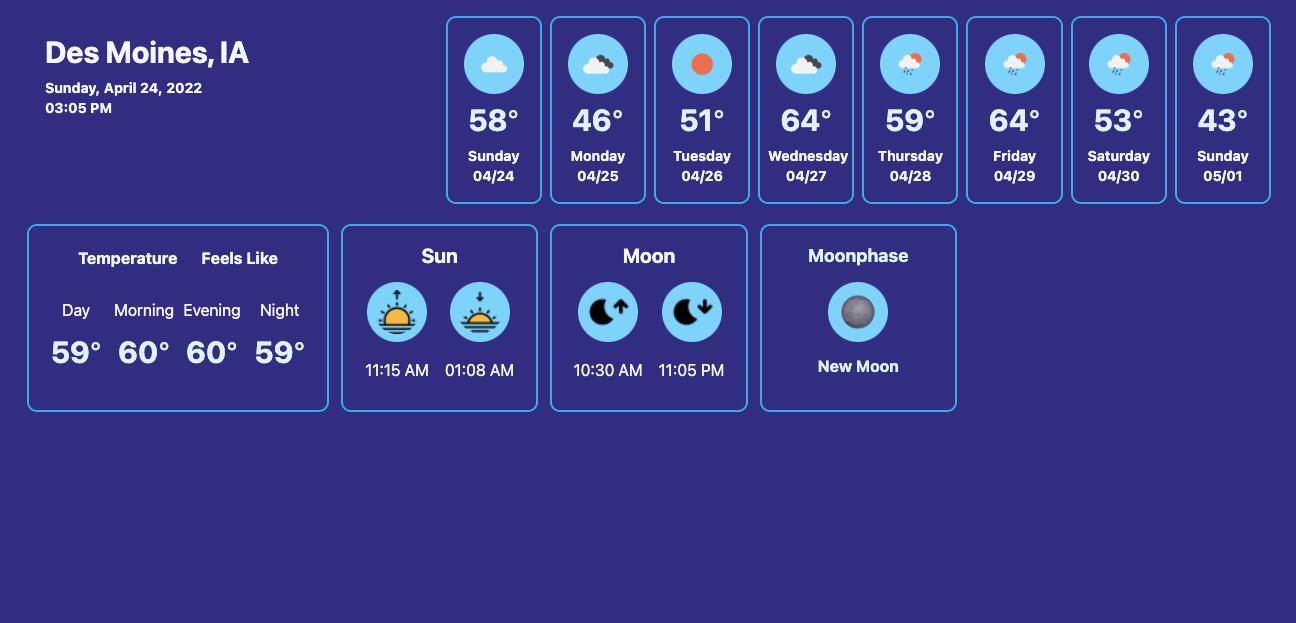 Des Moines, IA
Sunday, April 24, 2022
03:05 PM
58° 46° 51° 64° 59° 64° 53° 43°
Sunday Monday Tuesday Wednesday Thursday Friday Saturday Sunday
04/24 04/25 04/26 04/27 04/28 04/29 04/30 05/01
Temperature Feels Like
Day Morning Evening Night
59° 60° 60° 59°
Sun
11:15 AM 01:08 AM
Moon
10:30 AM 11:05 PM
Moonphase
New Moon